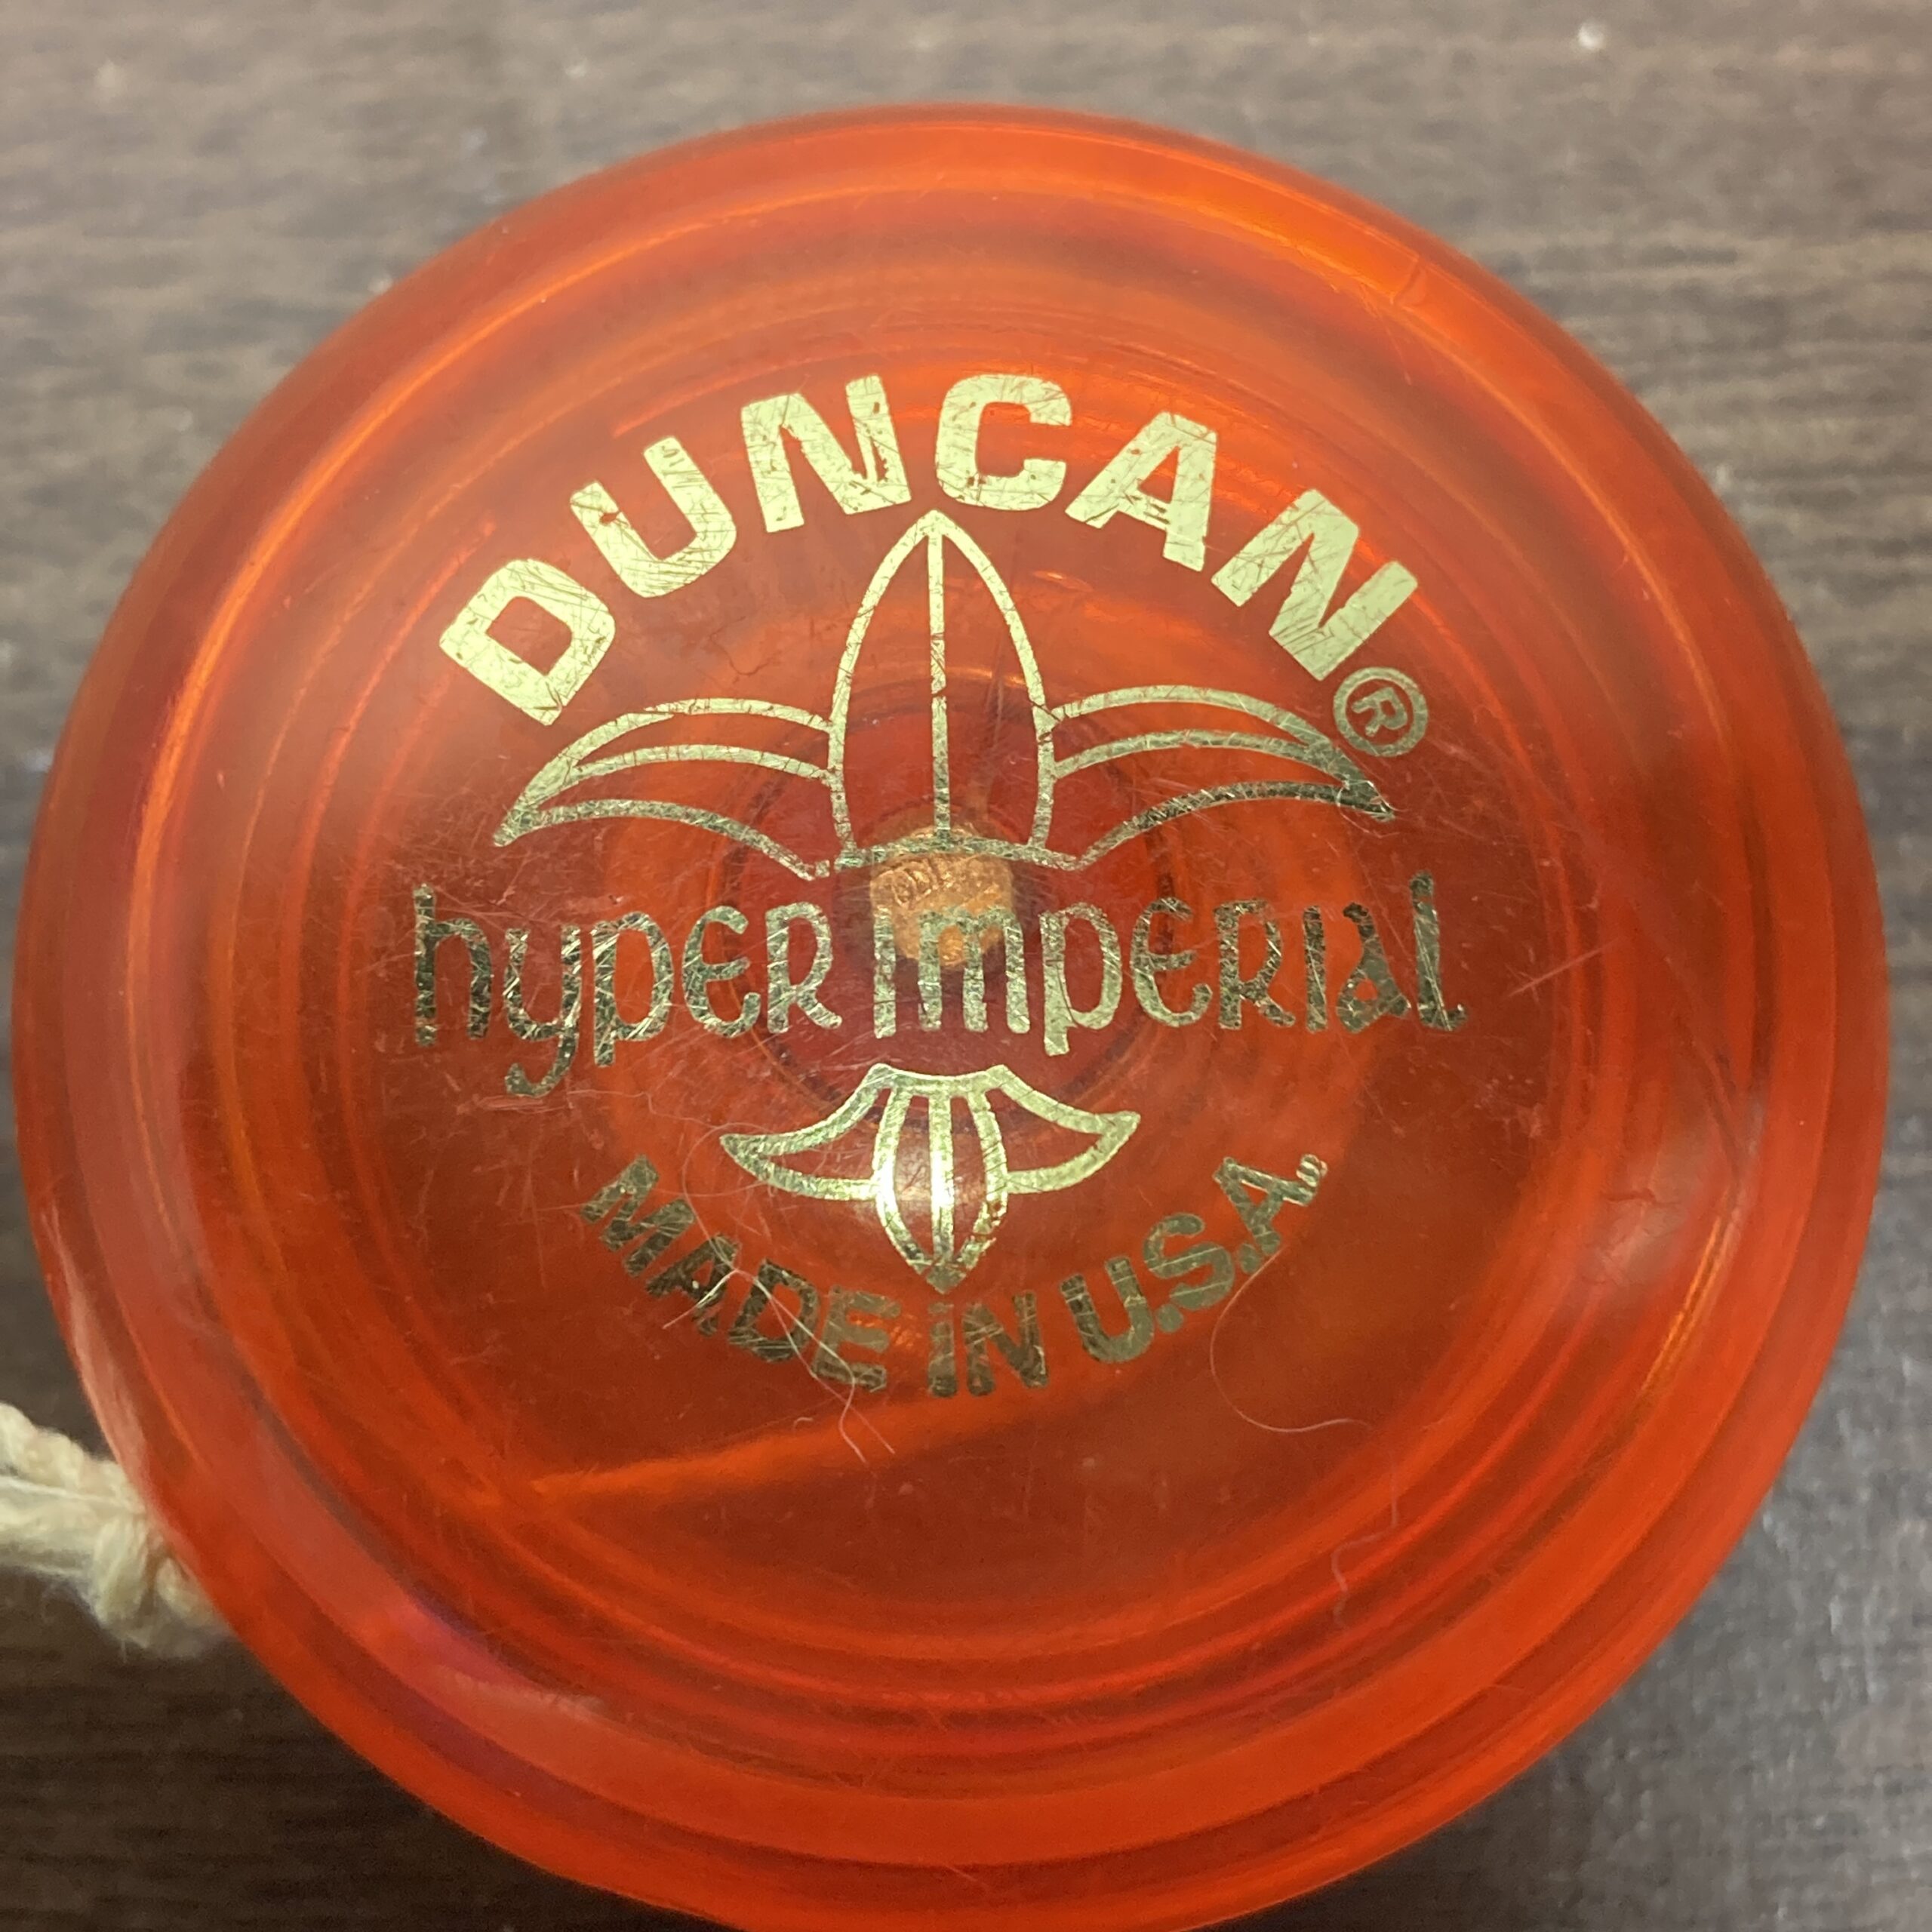 DUNCAN®
hyper imperial
MADE IN U.S.A.